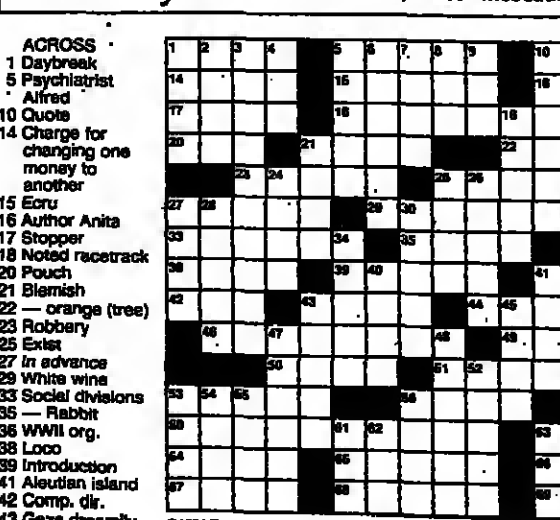 ACROSS
1 Daybreak
5 Psychiatrist
Alfred
10 Quote
14 Charge for
changing one
money to
another
15 Ecru
16 Author Anita
17 Stopper
18 Noted racetrack
20 Pouch
21 Blemish
22 — orange (tree)
23 Robbery
25 Exist
27 In advance
29 White wine
33 Social divisions
35 — Rabbit
36 WWII org.
38 Loco
39 Introduction
41 Aleutian island
42 Comp. dir.
1 2 3 4 5 6 7 8 9 10
14 15 16
17 18
20 21 22
23 24 25 26
27 28 29 30
33 34 35
38 39 40 41
42 43 44 45
46 47 48 49
50 51 52
53 54 55 56
60 61 62 63
64 65 66
67 68 69